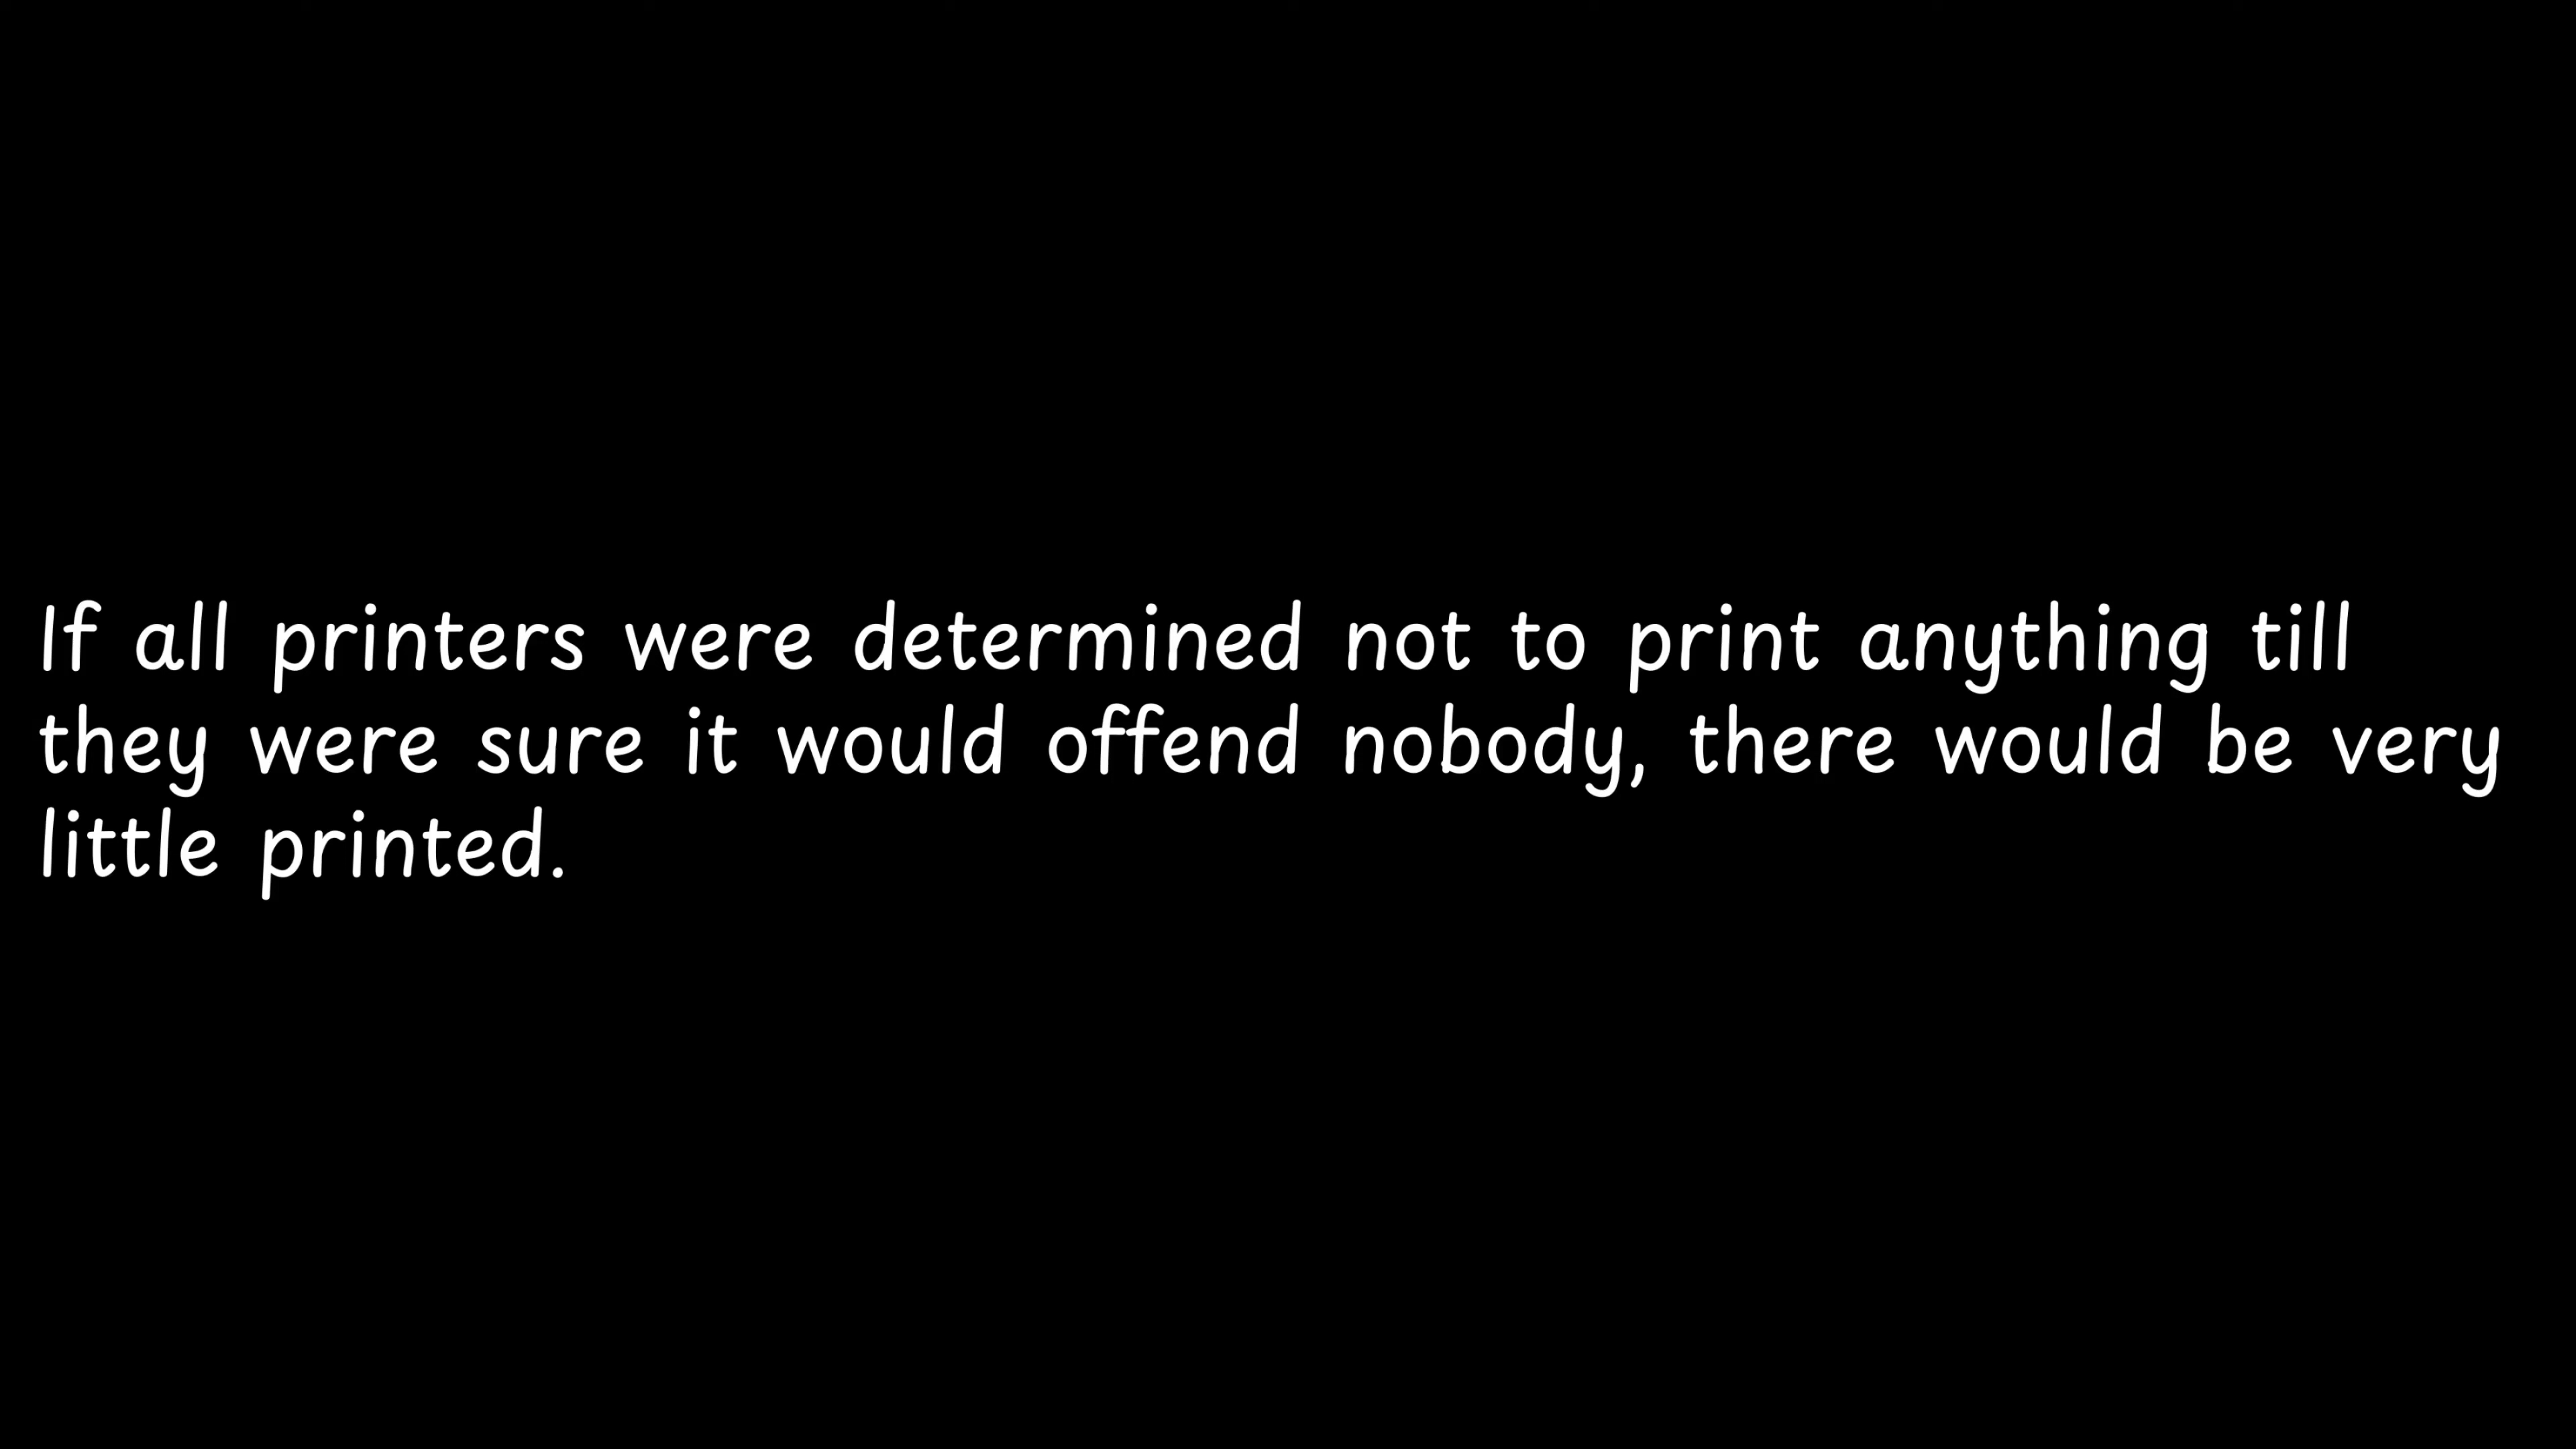 If all printers were determined not to print anything till
they were sure it would offend nobody, there would be very
little printed.